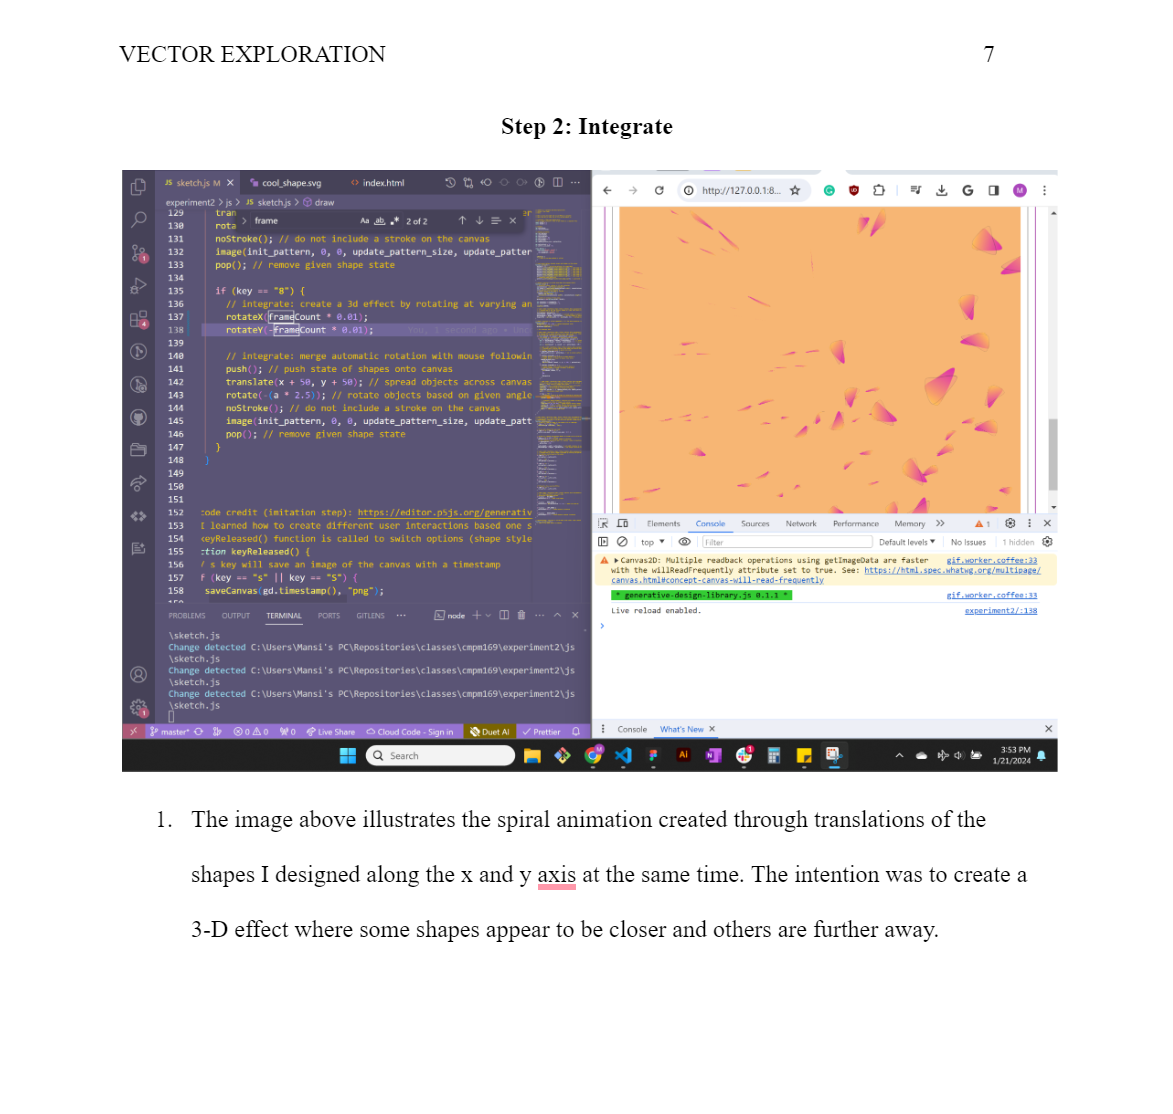 VECTOR EXPLORATION 7
Step 2: Integrate
JS sketch.js M X cool_shape.svg <> index.html
experiment2 > js > JS sketch.js > draw
129 tran
> frame Aa ab .* 2 of 2
130 rota
131 noStroke(); // do not include a stroke on the canvas
132 image(init_pattern, 0, 0, update_pattern_size, update_patter
133 pop(); // remove given shape state
134
135 if (key == "8") {
136 // integrate: create a 3d effect by rotating at varying an
137 rotateX(frameCount * 0.01);
138 rotateY(-frameCount * 0.01);
139
140 // integrate: merge automatic rotation with mouse followin
141 push(); // push state of shapes onto canvas
142 translate(x + 50, y + 50); // spread objects across canvas
143 rotate(-(a * 2.5)); // rotate objects based on given angle
144 noStroke(); // do not include a stroke on the canvas
145 image(init_pattern, 0, 0, update_pattern_size, update_patt
146 pop(); // remove given shape state
147 }
148 }
149
150
151
152 code credit (imitation step): https://editor.p5js.org/generativ
153 I learned how to create different user interactions based one s
154 keyReleased() function is called to switch options (shape style
155 ction keyReleased() {
156 / s key will save an image of the canvas with a timestamp
157 f (key == "s" || key == "S") {
158 saveCanvas(gd.timestamp(), "png");
PROBLEMS OUTPUT TERMINAL PORTS GITLENS ... node
\sketch.js
Change detected C:\Users\Mansi's PC\Repositories\classes\cmpm169\experiment2\js
\sketch.js
Change detected C:\Users\Mansi's PC\Repositories\classes\cmpm169\experiment2\js
\sketch.js
Change detected C:\Users\Mansi's PC\Repositories\classes\cmpm169\experiment2\js
\sketch.js
master* 0 0 0 Live Share Cloud Code - Sign in Duet AI Prettier
http://127.0.0.1:8...
Elements Console Sources Network Performance Memory >> 1
top Filter Default levels No Issues 1 hidden
Canvas2D: Multiple readback operations using getImageData are faster gif.worker.coffee:33
with the willReadFrequently attribute set to true. See: https://html.spec.whatwg.org/multipage/
canvas.html#concept-canvas-will-read-frequently
* generative-design-library.js 0.1.1 * gif.worker.coffee:33
Live reload enabled. experiment2/:138
Console What's New X
Search
3:53 PM
1/21/2024
1. The image above illustrates the spiral animation created through translations of the
shapes I designed along the x and y axis at the same time. The intention was to create a
3-D effect where some shapes appear to be closer and others are further away.